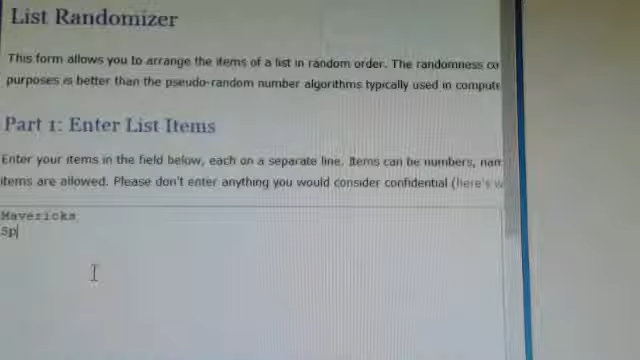 List Randomizer
This form allows you to arrange the items of a list in random order. The randomness co
purposes is better than the pseudo-random number algorithms typically used in compute
Part 1: Enter List Items
Enter your items in the field below, each on a separate line. Items can be numbers, nam
items are allowed. Please don't enter anything you would consider confidential (here's w
Mavericks
Sp